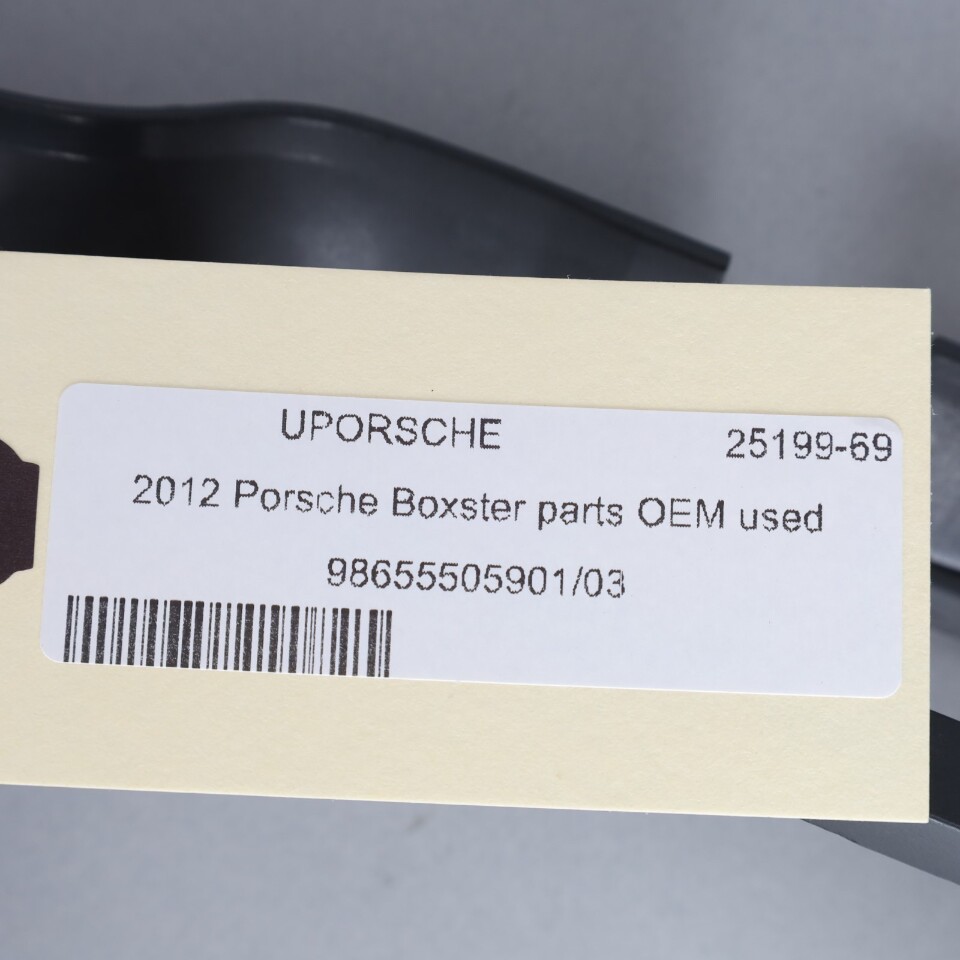 UPORSCHE 25199-69
2012 Porsche Boxster parts OEM used
98655505901/03